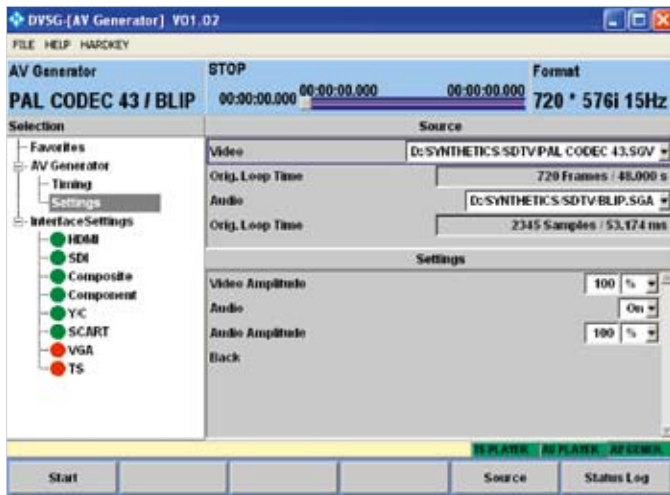 DVSG-[AV Generator] V01.02
FILE HELP HARDKEY
AV Generator
PAL CODEC 43 / BLIP
STOP
00:00:00.000 00:00:00.000 00:00:00.000
Format
720 * 576i 15Hz
Selection
Favorites
AV Generator
Timing
Settings
InterfaceSettings
HDMI
SDI
Composite
Component
Y/C
SCART
VGA
TS
Source
Video D:/SYNTHETICS/SDTV/PAL CODEC 43.SGV
Orig. Loop Time 720 Frames / 48.000 s
Audio D:/SYNTHETICS/SDTV/BLIP.SGA
Orig. Loop Time 2345 Samples / 53.174 ms
Settings
Video Amplitude 100 %
Audio On
Audio Amplitude 100 %
Back
TS PLAYER AV PLAYER
Start Source Status Log